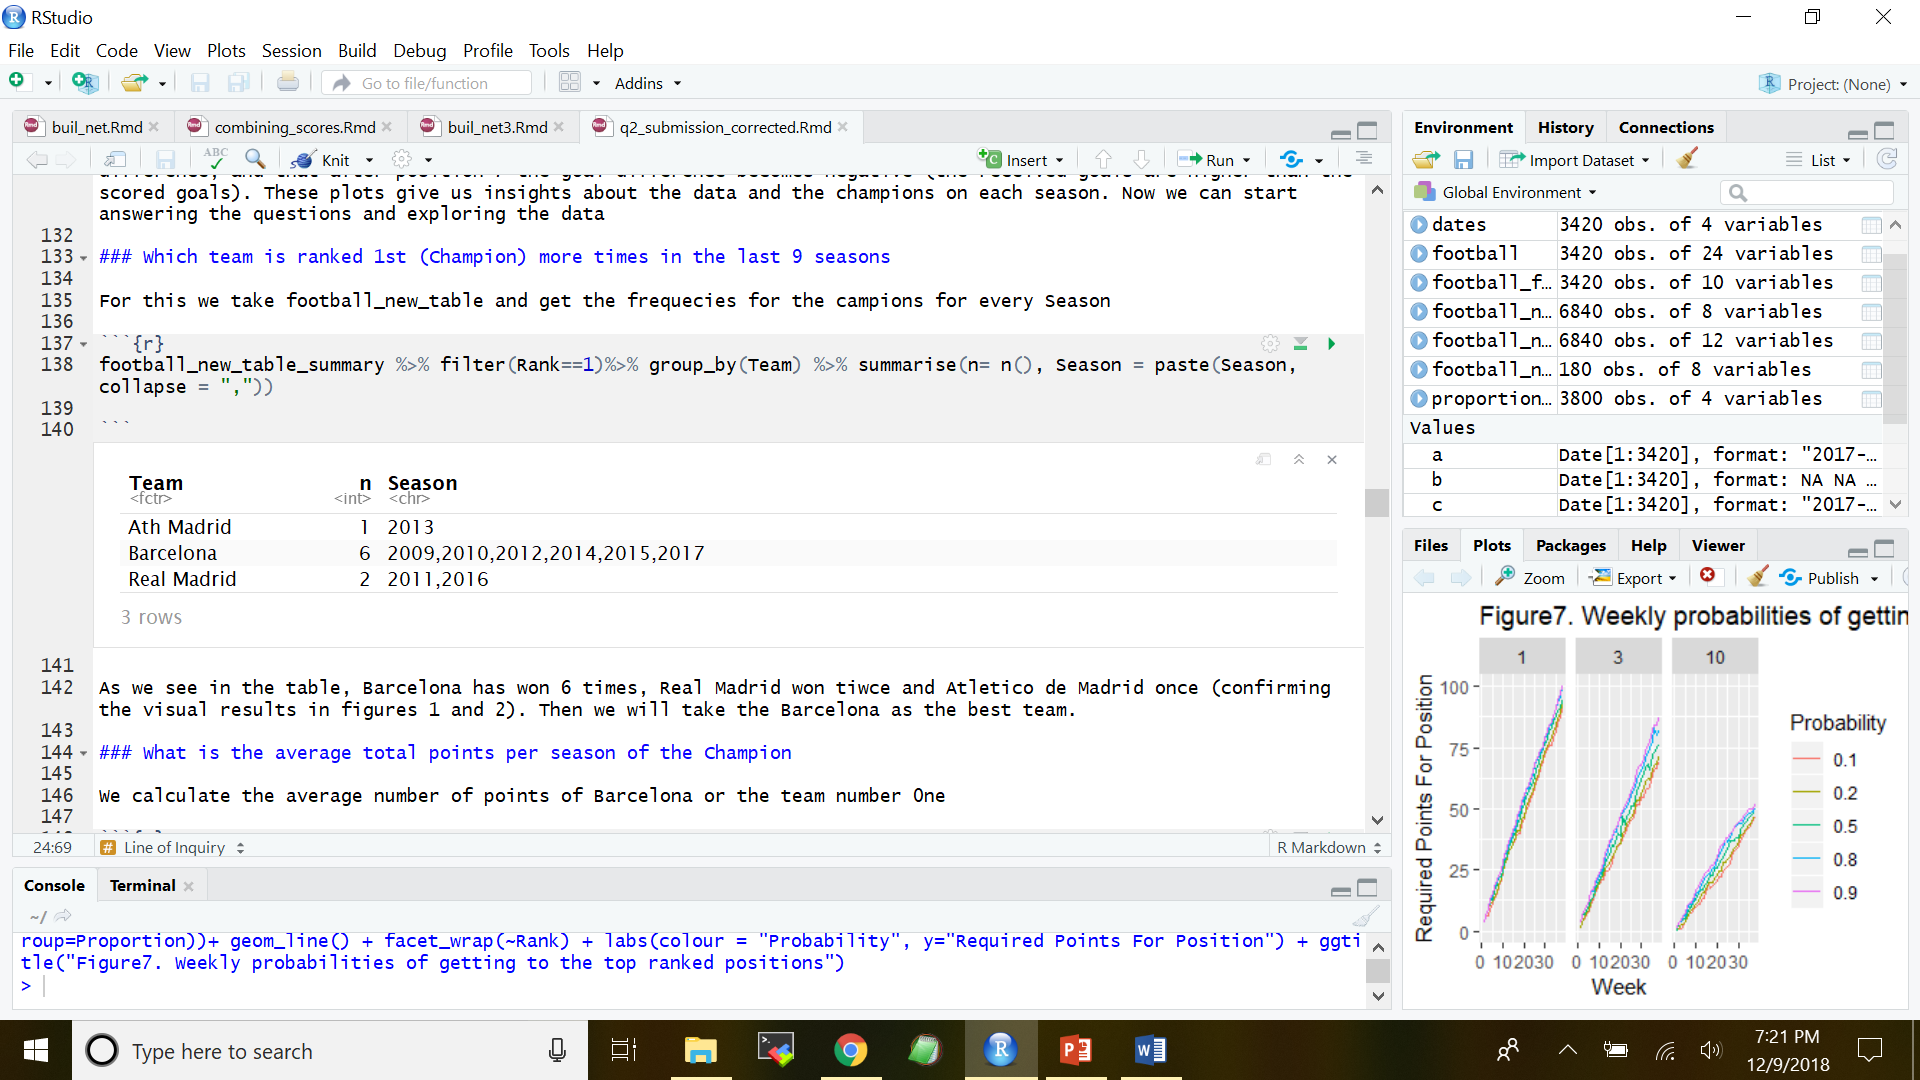 RStudio
File Edit Code View Plots Session Build Debug Profile Tools Help
Go to file/function Addins Project: (None)
buil_net.Rmd combining_scores.Rmd buil_net3.Rmd q2_submission_corrected.Rmd
ABC Knit Insert Run
scored goals). These plots give us insights about the data and the champions on each season. Now we can start
answering the questions and exploring the data
132
133 ### Which team is ranked 1st (Champion) more times in the last 9 seasons
134
135 For this we take football_new_table and get the frequecies for the campions for every Season
136
137 ```{r}
138 football_new_table_summary %>% filter(Rank==1)%>% group_by(Team) %>% summarise(n= n(), Season = paste(Season,
collapse = ","))
139
140 ```
Team n Season
<fctr> <int> <chr>
Ath Madrid 1 2013
Barcelona 6 2009,2010,2012,2014,2015,2017
Real Madrid 2 2011,2016
3 rows
141
142 As we see in the table, Barcelona has won 6 times, Real Madrid won tiwce and Atletico de Madrid once (confirming
the visual results in figures 1 and 2). Then we will take the Barcelona as the best team.
143
144 ### What is the average total points per season of the Champion
145
146 We calculate the average number of points of Barcelona or the team number One
147
24:69 # Line of Inquiry R Markdown
Console Terminal
~/
roup=Proportion))+ geom_line() + facet_wrap(~Rank) + labs(colour = "Probability", y="Required Points For Position") + ggti
tle("Figure7. Weekly probabilities of getting to the top ranked positions")
>
Environment History Connections
Import Dataset List
Global Environment
dates 3420 obs. of 4 variables
football 3420 obs. of 24 variables
football_f… 3420 obs. of 10 variables
football_n… 6840 obs. of 8 variables
football_n… 6840 obs. of 12 variables
football_n… 180 obs. of 8 variables
proportion… 3800 obs. of 4 variables
Values
a Date[1:3420], format: "2017-…
b Date[1:3420], format: NA NA …
c Date[1:3420], format: "2017-…
Files Plots Packages Help Viewer
Zoom Export Publish
Figure7. Weekly probabilities of gettin
1 3 10
Required Points For Position
100
75
50
25
0
0 10 20 30 0 10 20 30 0 10 20 30
Week
Probability
0.1
0.2
0.5
0.8
0.9
Type here to search
7:21 PM
12/9/2018